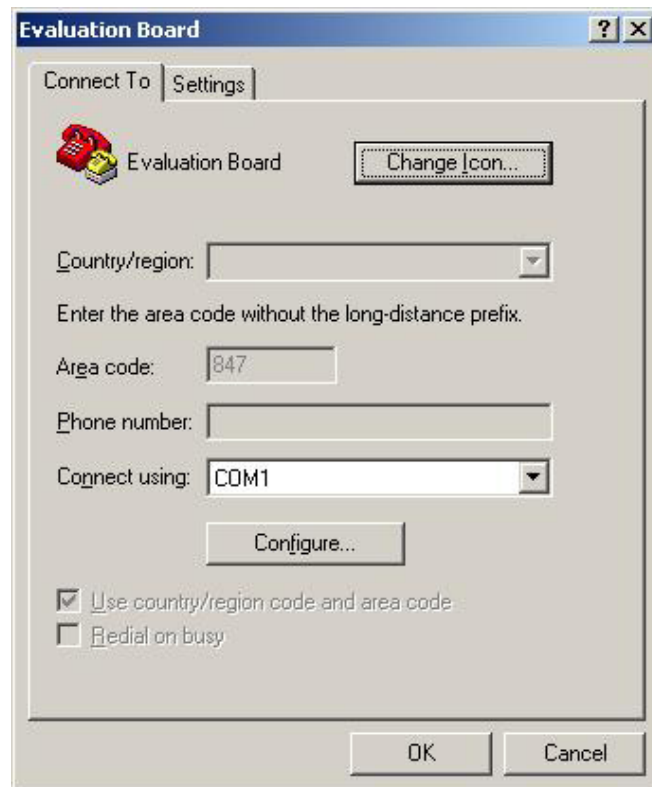 Evaluation Board
Connect To Settings
Evaluation Board Change Icon...
Country/region:
Enter the area code without the long-distance prefix.
Area code: 847
Phone number:
Connect using: COM1
Configure...
Use country/region code and area code
Redial on busy
OK Cancel